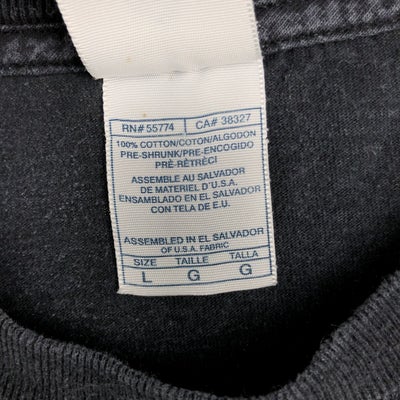 RN# 55774 CA# 38327
100% COTTON/COTON/ALGODON
PRE-SHRUNK/PRE-ENCOGIDO
PRÉ-RÉTRÉCI
ASSEMBLE AU SALVADOR
DE MATERIEL D'U.S.A.
ENSAMBLADO EN EL SALVADOR
CON TELA DE E.U.
ASSEMBLED IN EL SALVADOR
OF U.S.A. FABRIC
SIZE TAILLE TALLA
L G G